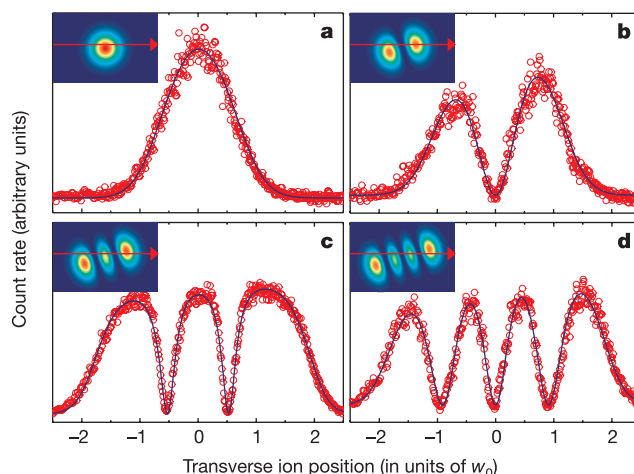 a
b
c
d
Count rate (arbitrary units)
−2 −1 0 1 2 −2 −1 0 1 2
Transverse ion position (in units of w₀)